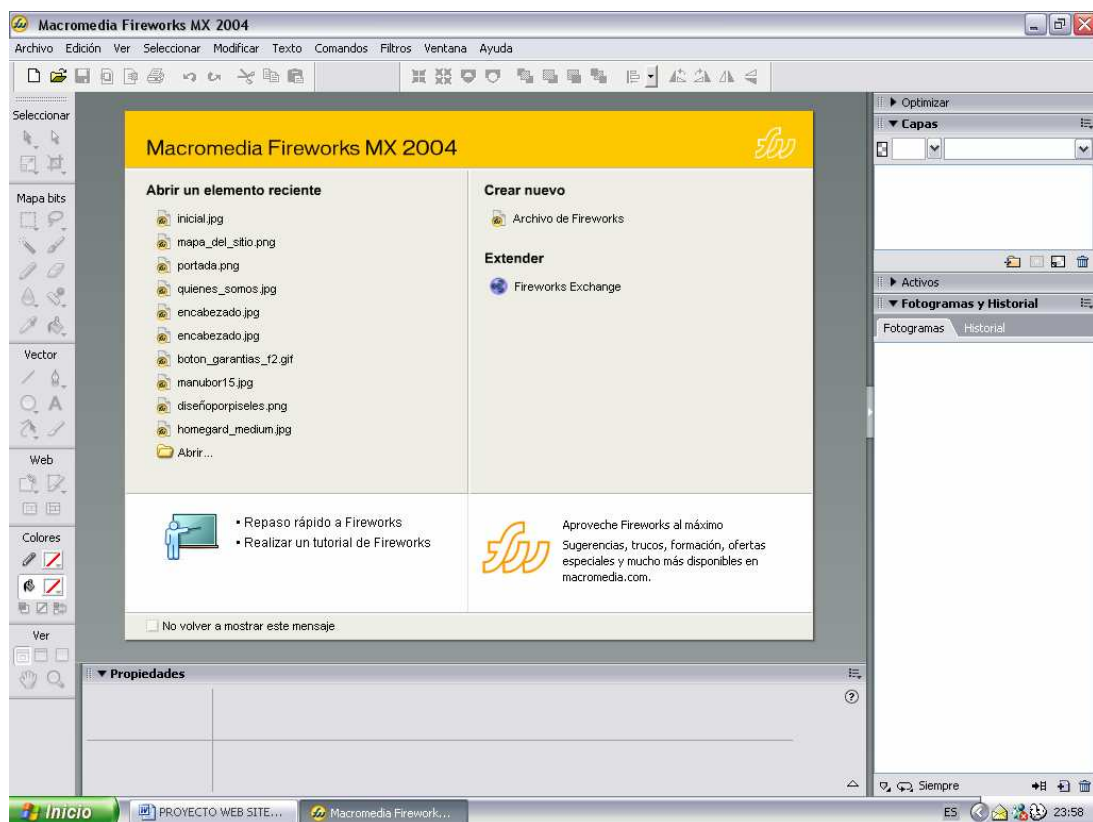 Macromedia Fireworks MX 2004
Archivo Edición Ver Seleccionar Modificar Texto Comandos Filtros Ventana Ayuda
Seleccionar
Mapa bits
Vector
Web
Colores
Ver
Macromedia Fireworks MX 2004
Abrir un elemento reciente
inicial.jpg
mapa_del_sitio.png
portada.png
quienes_somos.jpg
encabezado.jpg
encabezado.jpg
boton_garantias_f2.gif
manubor15.jpg
diseñoporpiseles.png
homegard_medium.jpg
Abrir...
Crear nuevo
Archivo de Fireworks
Extender
Fireworks Exchange
• Repaso rápido a Fireworks
• Realizar un tutorial de Fireworks
Aproveche Fireworks al máximo
Sugerencias, trucos, formación, ofertas
especiales y mucho más disponibles en
macromedia.com.
No volver a mostrar este mensaje
Propiedades
Optimizar
Capas
Activos
Fotogramas y Historial
Fotogramas Historial
Siempre
Inicio
PROYECTO WEB SITE...
Macromedia Firework...
ES 23:58